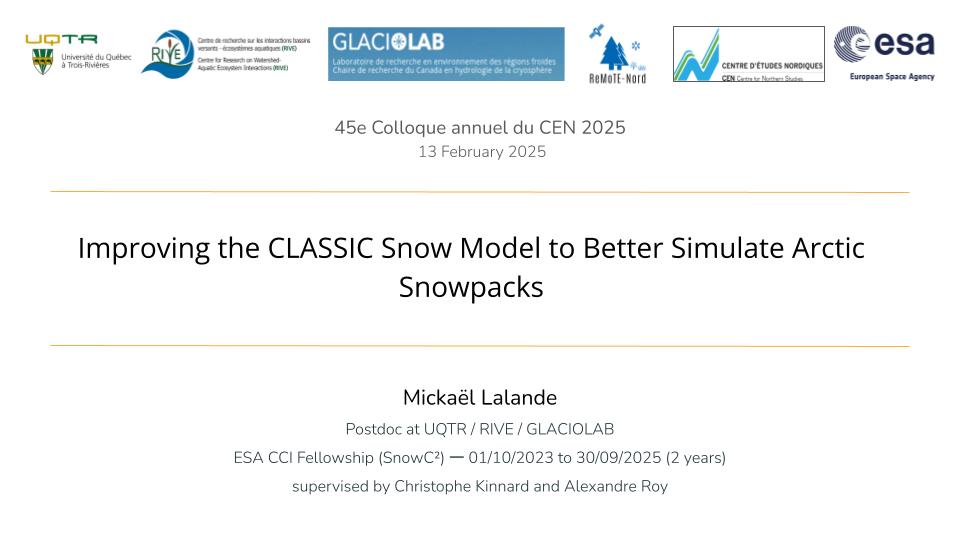 UQTR
Université du Québec
à Trois-Rivières
RIVE
Centre de recherche sur les interactions bassins
versants - écosystèmes aquatiques (RIVE)
Centre for Research on Watershed-
Aquatic Ecosystem Interactions (RIVE)
GLACIOLAB
Laboratoire de recherche en environnement des régions froides
Chaire de recherche du Canada en hydrologie de la cryosphère
ReMoTE-Nord
CENTRE D'ÉTUDES NORDIQUES
CEN Centre for Northern Studies
esa
European Space Agency
45e Colloque annuel du CEN 2025
13 February 2025
Improving the CLASSIC Snow Model to Better Simulate Arctic
Snowpacks
Mickaël Lalande
Postdoc at UQTR / RIVE / GLACIOLAB
ESA CCI Fellowship (SnowC²) — 01/10/2023 to 30/09/2025 (2 years)
supervised by Christophe Kinnard and Alexandre Roy